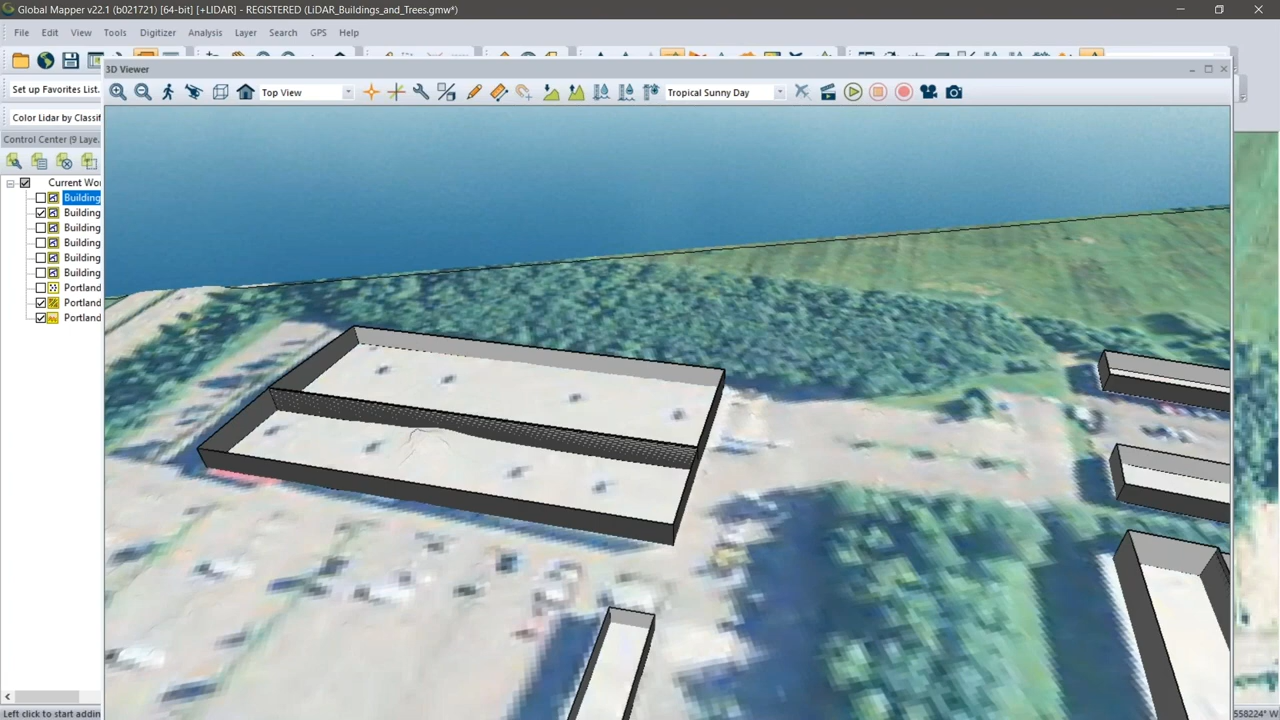 Global Mapper v22.1 (b021721) [64-bit] [+LIDAR] - REGISTERED (LiDAR_Buildings_and_Trees.gmw*)
File Edit View Tools Digitizer Analysis Layer Search GPS Help
3D Viewer
Set up Favorites List.
Top View
Tropical Sunny Day
Color Lidar by Classif
Control Center (9 Laye
Current Wo
Building
Building
Building
Building
Building
Building
Portland
Portland
Portland
Left click to start addin
558224° W